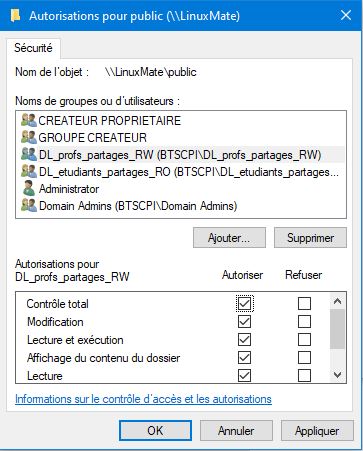 Autorisations pour public (\\LinuxMate)
Sécurité
Nom de l'objet : \\LinuxMate\public
Noms de groupes ou d'utilisateurs :
CREATEUR PROPRIETAIRE
GROUPE CREATEUR
DL_profs_partages_RW (BTSCPI\DL_profs_partages_RW)
DL_etudiants_partages_RO (BTSCPI\DL_etudiants_partages...
Administrator
Domain Admins (BTSCPI\Domain Admins)
Ajouter... Supprimer
Autorisations pour
DL_profs_partages_RW Autoriser Refuser
Contrôle total
Modification
Lecture et exécution
Affichage du contenu du dossier
Lecture
Informations sur le contrôle d'accès et les autorisations
OK Annuler Appliquer